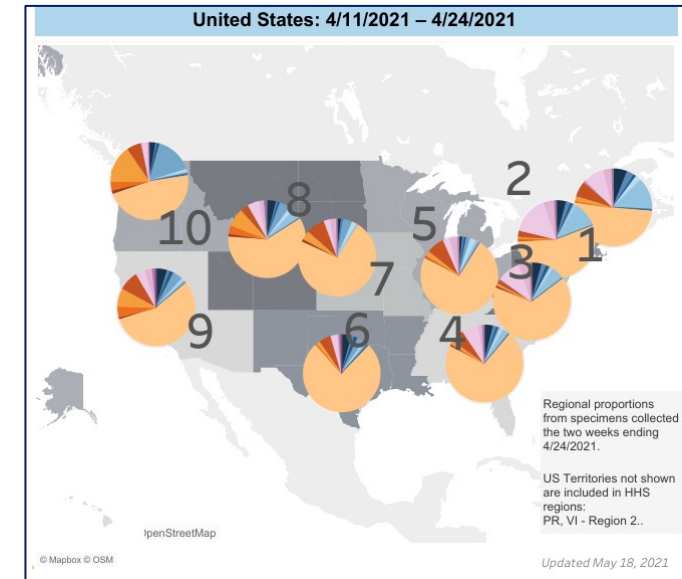 United States: 4/11/2021 – 4/24/2021
2
8
5
1
10
3
7
6
4
9
Regional proportions
from specimens collected
the two weeks ending
4/24/2021.
US Territories not shown
are included in HHS
regions:
PR, VI - Region 2..
OpenStreetMap
© Mapbox © OSM
Updated May 18, 2021